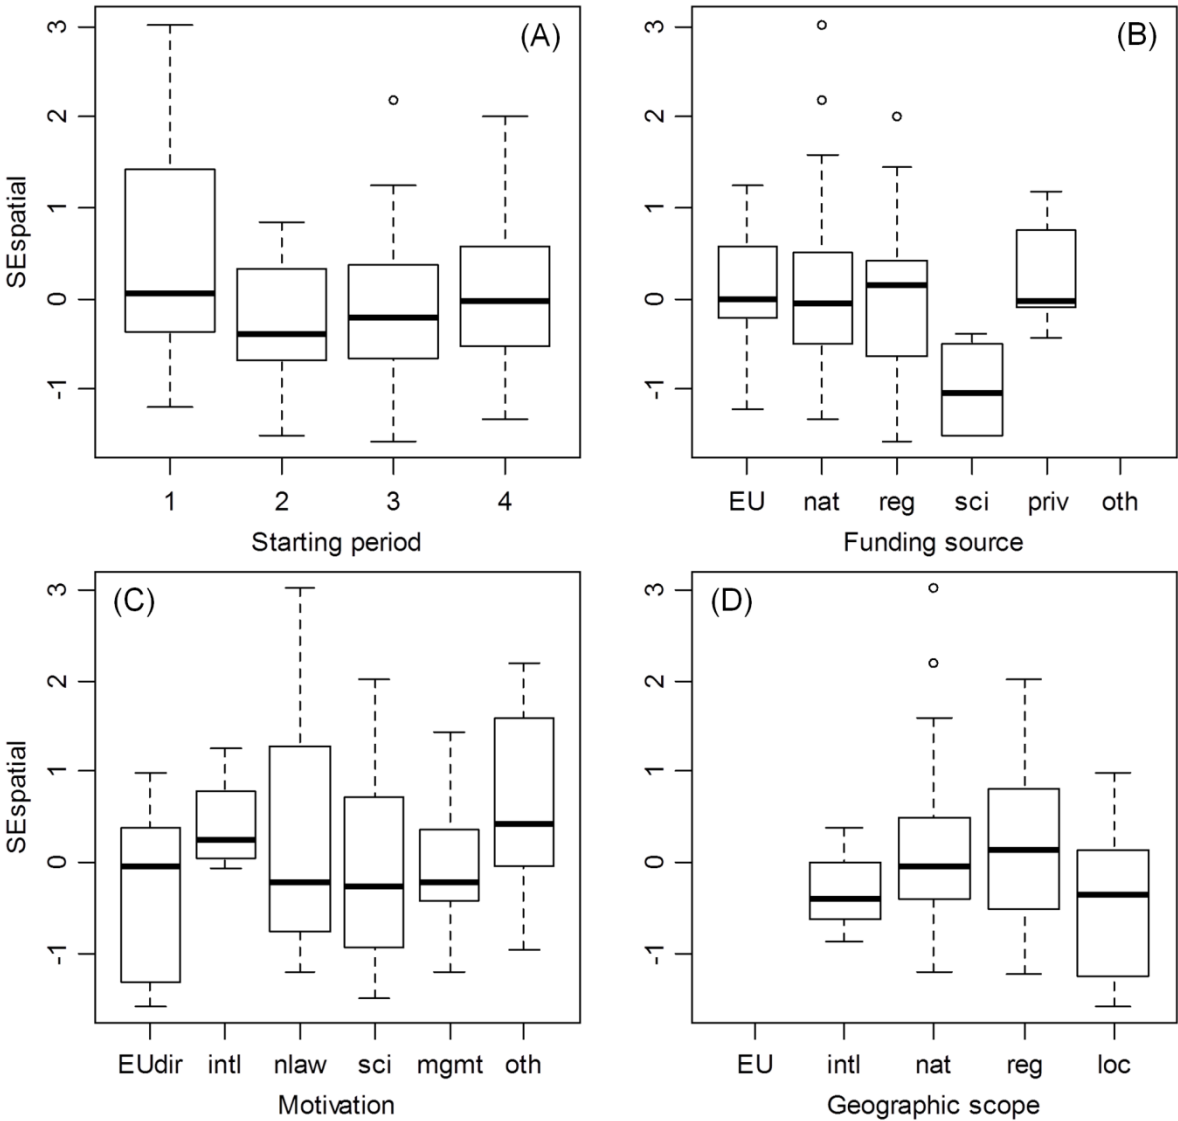 (A)
SEspatial
3
2
1
0
-1
1 2 3 4
Starting period
(B)
3
2
1
0
-1
EU nat reg sci priv oth
Funding source
(C)
SEspatial
3
2
1
0
-1
EUdir intl nlaw sci mgmt oth
Motivation
(D)
3
2
1
0
-1
EU intl nat reg loc
Geographic scope